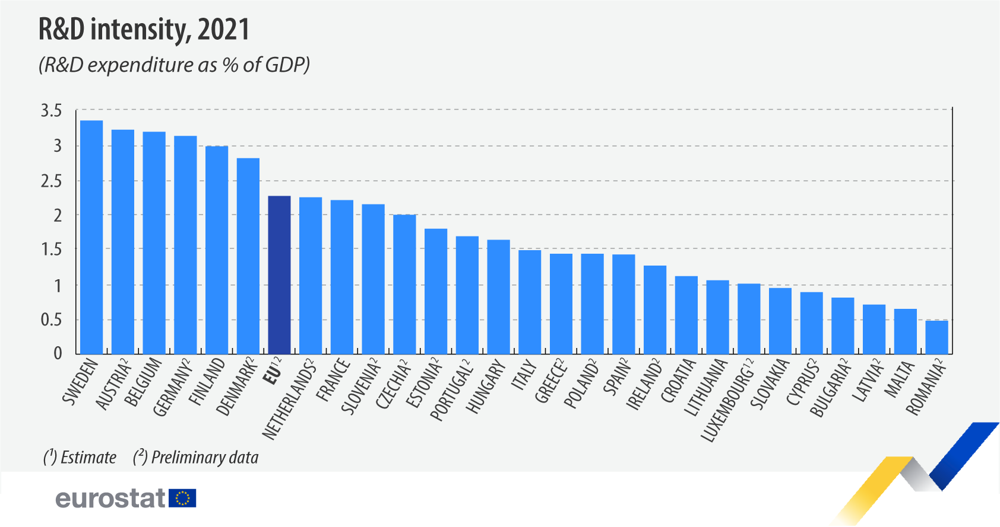 R&D intensity, 2021
(R&D expenditure as % of GDP)
3.5
3
2.5
2
1.5
1
0.5
0
SWEDEN
AUSTRIA²
BELGIUM
GERMANY²
FINLAND
DENMARK²
EU¹ ²
NETHERLANDS²
FRANCE
SLOVENIA²
CZECHIA²
ESTONIA²
PORTUGAL²
HUNGARY
ITALY
GREECE²
POLAND²
SPAIN²
IRELAND²
CROATIA
LITHUANIA
LUXEMBOURG¹ ²
SLOVAKIA
CYPRUS²
BULGARIA²
LATVIA²
MALTA
ROMANIA²
(¹) Estimate (²) Preliminary data
eurostat